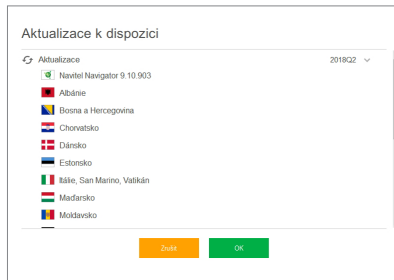 Aktualizace k dispozici
Aktualizace 2018Q2
Navitel Navigator 9.10.903
Albánie
Bosna a Hercegovina
Chorvatsko
Dánsko
Estonsko
Itálie, San Marino, Vatikán
Maďarsko
Moldavsko
Zrušit OK